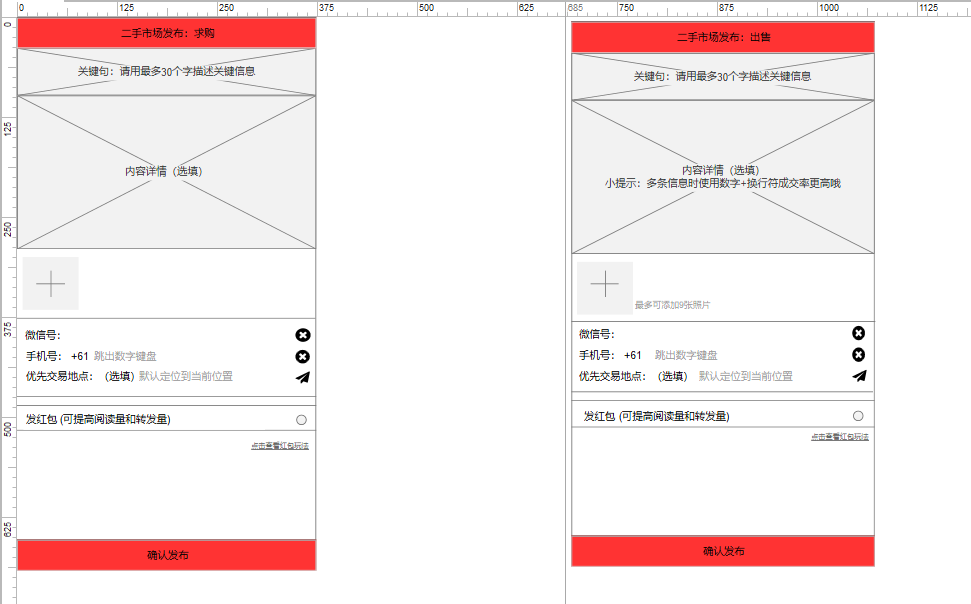 0 125 250 375 500 625 685 750 875 1000 1125
0
125
250
375
500
625
二手市场发布：求购
关键句：请用最多30个字描述关键信息
内容详情（选填）
微信号：
手机号： +61 跳出数字键盘
优先交易地点：（选填）默认定位到当前位置
发红包 (可提高阅读量和转发量)
点击查看红包玩法
确认发布
二手市场发布：出售
关键句：请用最多30个字描述关键信息
内容详情（选填）
小提示：多条信息时使用数字+换行符成交率更高哦
最多可添加9张照片
微信号：
手机号： +61 跳出数字键盘
优先交易地点：（选填） 默认定位到当前位置
发红包 (可提高阅读量和转发量)
点击查看红包玩法
确认发布